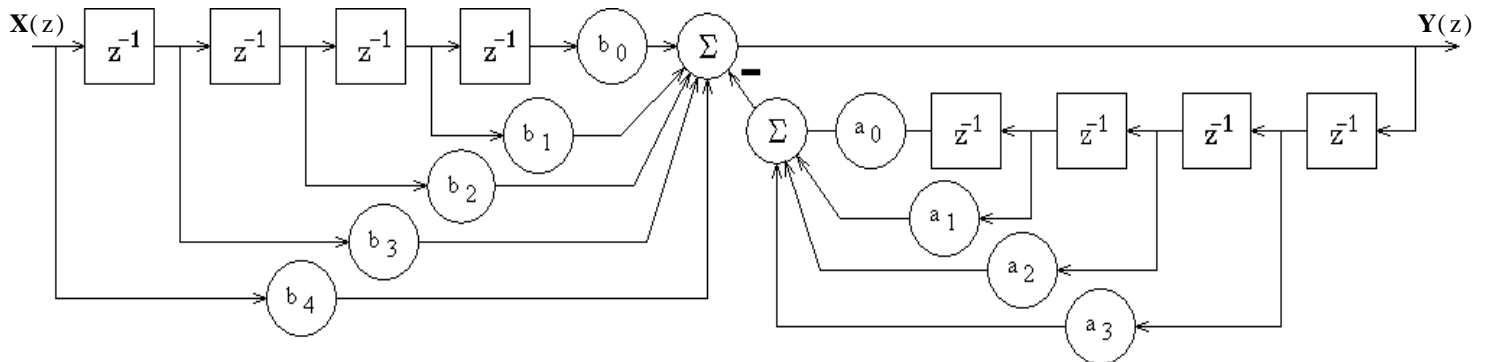 X(z)
Y(z)
z⁻¹ z⁻¹ z⁻¹ z⁻¹ b₀ Σ
−
Σ a₀ z⁻¹ z⁻¹ z⁻¹ z⁻¹
b₁
b₂
a₁
b₃
a₂
b₄
a₃